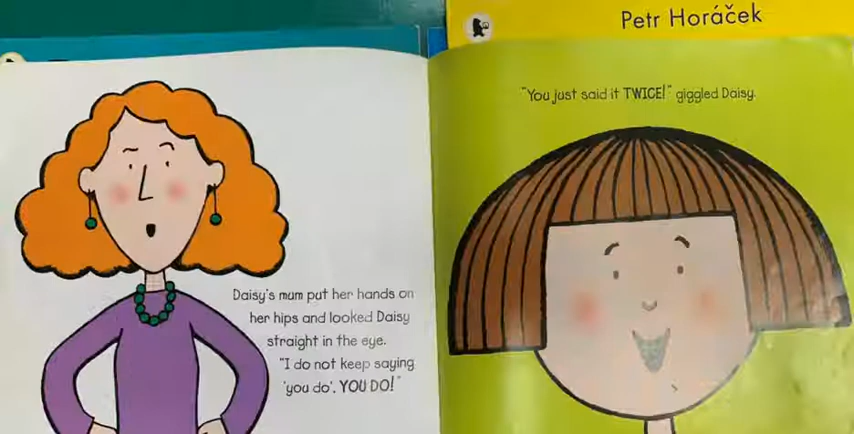 Petr Horáček
Daisy's mum put her hands on
her hips and looked Daisy
straight in the eye.
"I do not keep saying
'you do'. YOU DO!"
"You just said it TWICE!" giggled Daisy.